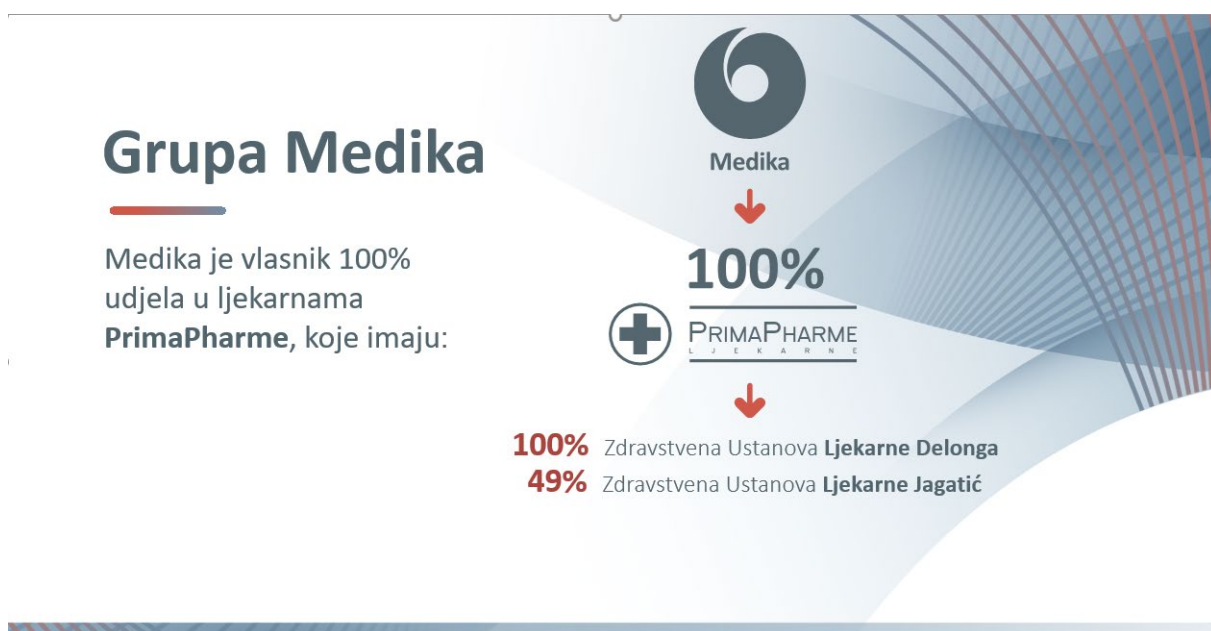 Grupa Medika
Medika je vlasnik 100%
udjela u ljekarnama
PrimaPharme, koje imaju:
Medika
100%
PRIMAPHARME
LJEKARNE
100% Zdravstvena Ustanova Ljekarne Delonga
49% Zdravstvena Ustanova Ljekarne Jagatić